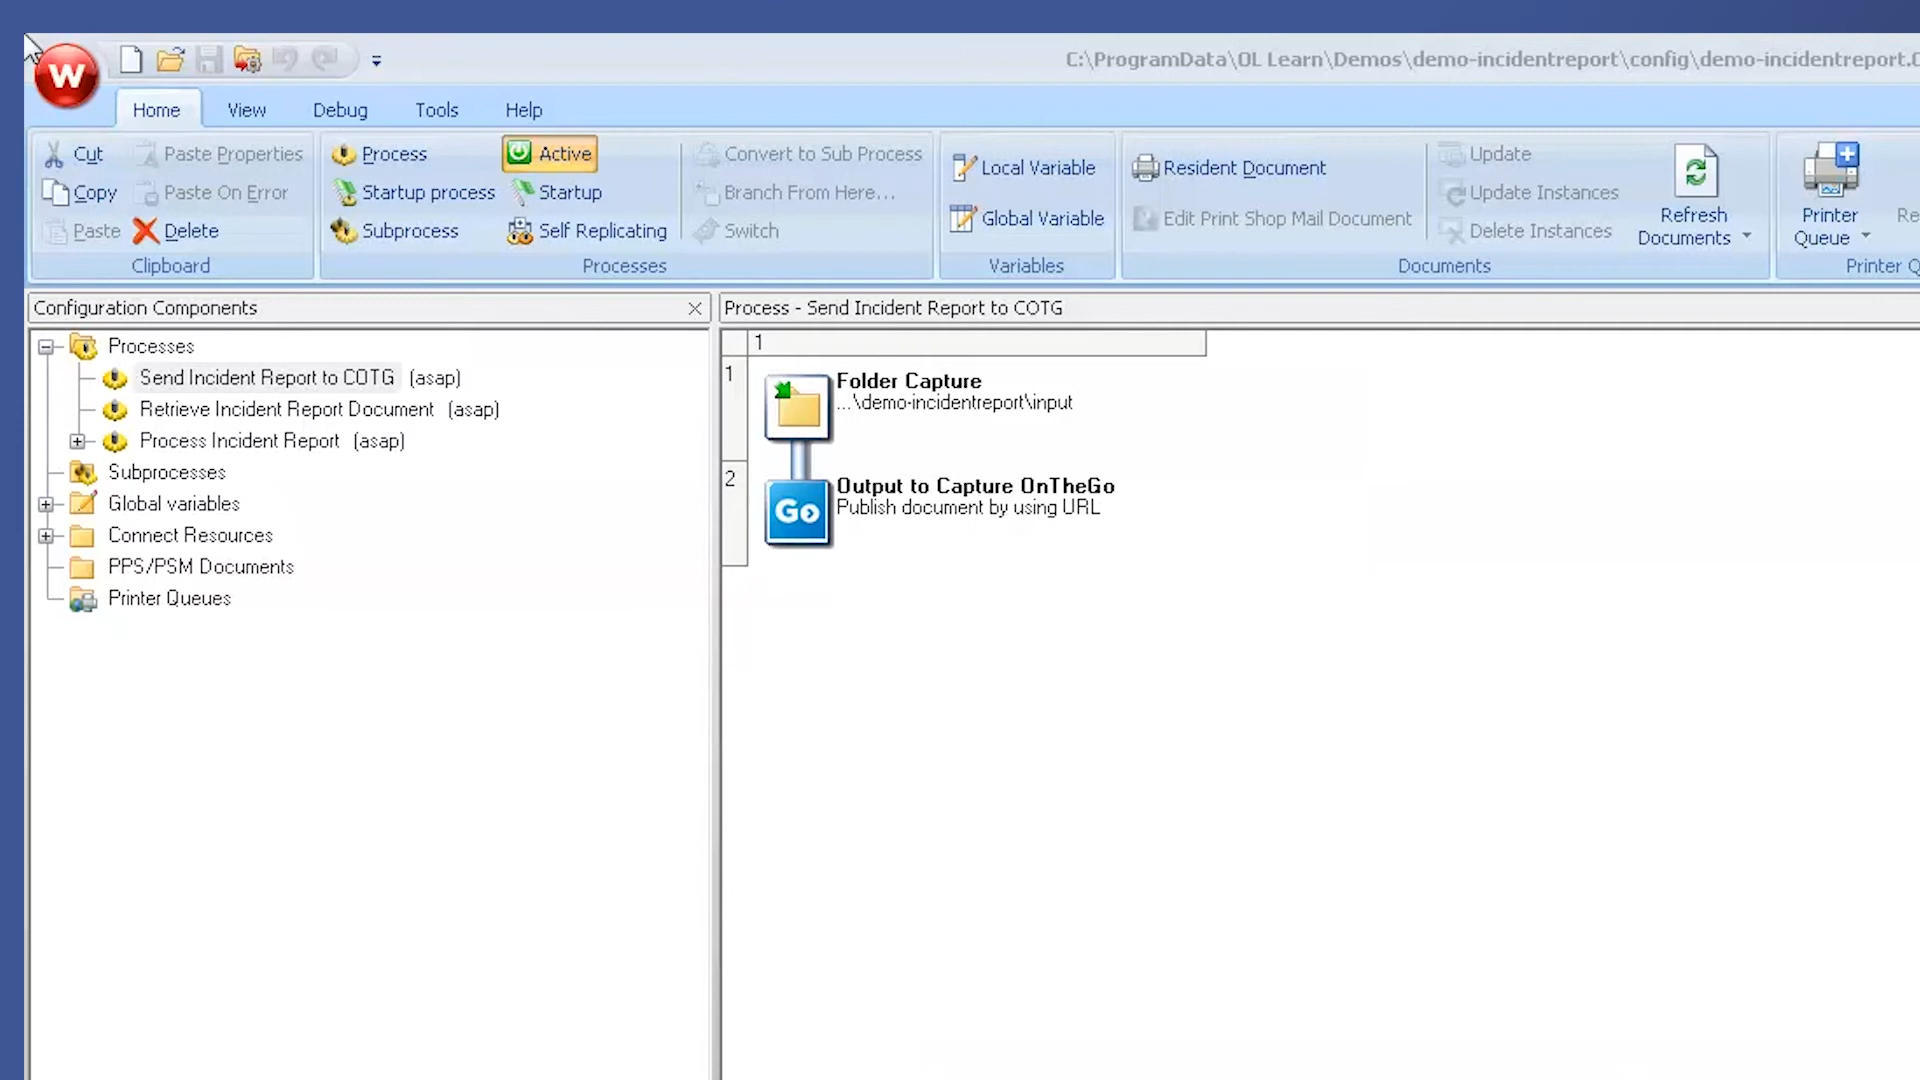 W
C:\ProgramData\OL Learn\Demos\demo-incidentreport\config\demo-incidentreport.
Home View Debug Tools Help
Cut Paste Properties Process Active Convert to Sub Process Local Variable Resident Document Update
Copy Paste On Error Startup process Startup Branch From Here... Global Variable Edit Print Shop Mail Document Update Instances Refresh Documents Printer Queue
Paste Delete Subprocess Self Replicating Switch Delete Instances
Clipboard Processes Variables Documents Printer
Configuration Components
Processes
Send Incident Report to COTG (asap)
Retrieve Incident Report Document (asap)
Process Incident Report (asap)
Subprocesses
Global variables
Connect Resources
PPS/PSM Documents
Printer Queues
Process - Send Incident Report to COTG
1
1
Folder Capture
...\demo-incidentreport\input
2
Go
Output to Capture OnTheGo
Publish document by using URL